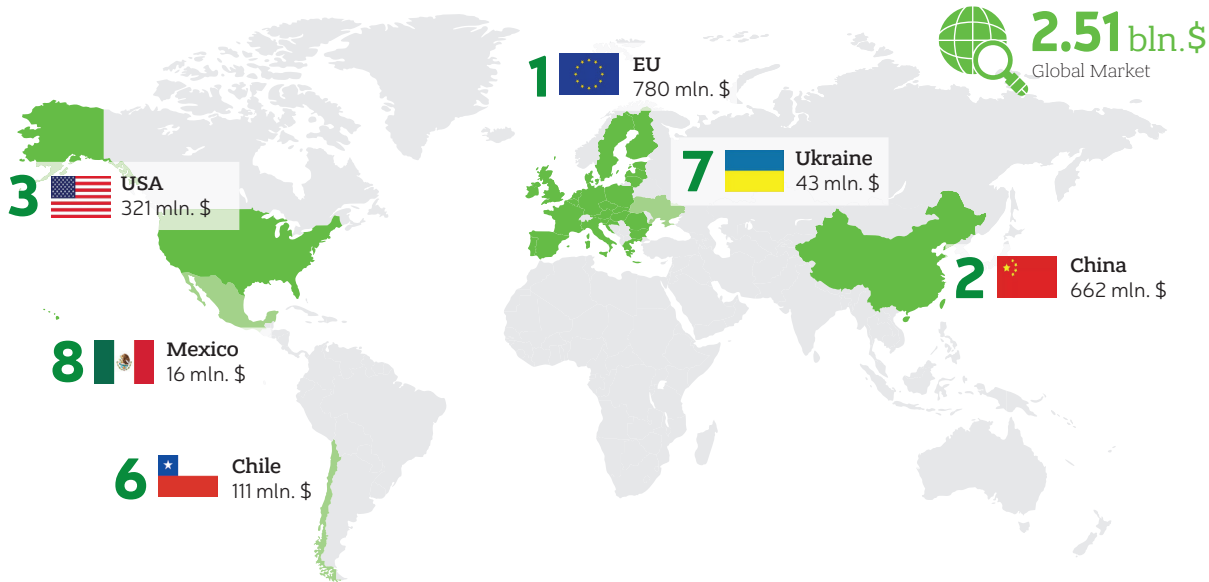 2.51 bln.$
Global Market
1
EU
780 mln. $
7
Ukraine
43 mln. $
3
USA
321 mln. $
2
China
662 mln. $
8
Mexico
16 mln. $
6
Chile
111 mln. $